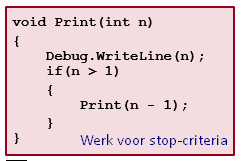 void Print(int n)
{
    Debug.WriteLine(n);
    if(n > 1)
    {
        Print(n - 1);
    }
}
Werk voor stop-criteria